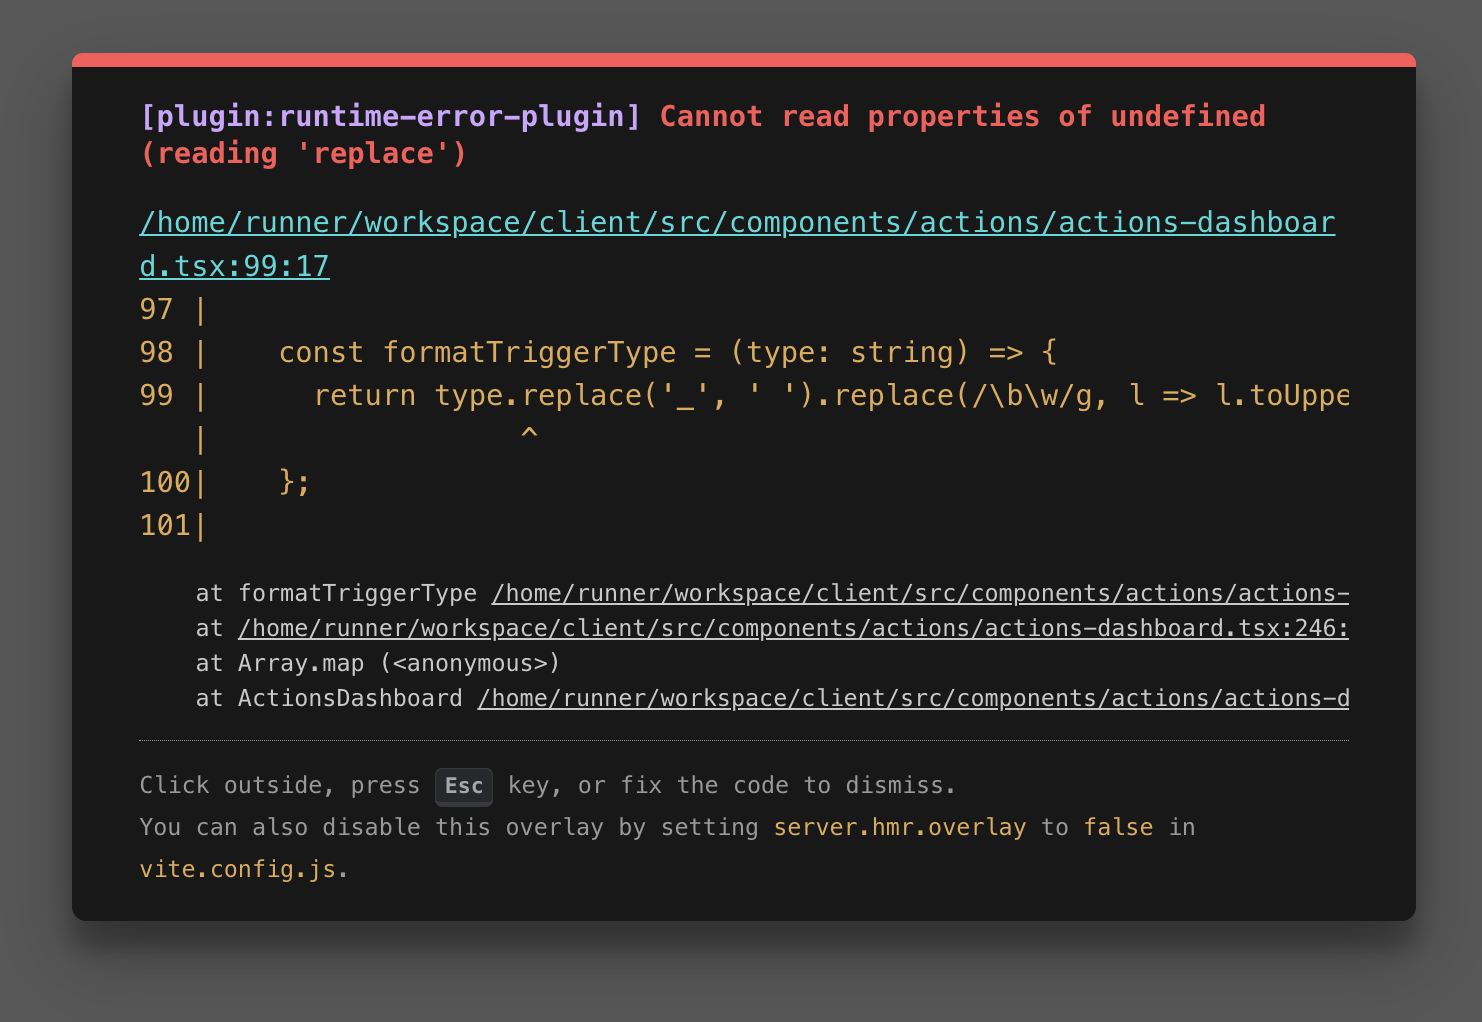 [plugin:runtime-error-plugin] Cannot read properties of undefined
(reading 'replace')
/home/runner/workspace/client/src/components/actions/actions-dashboar
d.tsx:99:17
97 |
98 |    const formatTriggerType = (type: string) => {
99 |      return type.replace('_', ' ').replace(/\b\w/g, l => l.toUppe
   |                  ^
100|    };
101|
at formatTriggerType /home/runner/workspace/client/src/components/actions/actions-
at /home/runner/workspace/client/src/components/actions/actions-dashboard.tsx:246:
at Array.map (<anonymous>)
at ActionsDashboard /home/runner/workspace/client/src/components/actions/actions-d
Click outside, press Esc key, or fix the code to dismiss.
You can also disable this overlay by setting server.hmr.overlay to false in
vite.config.js.